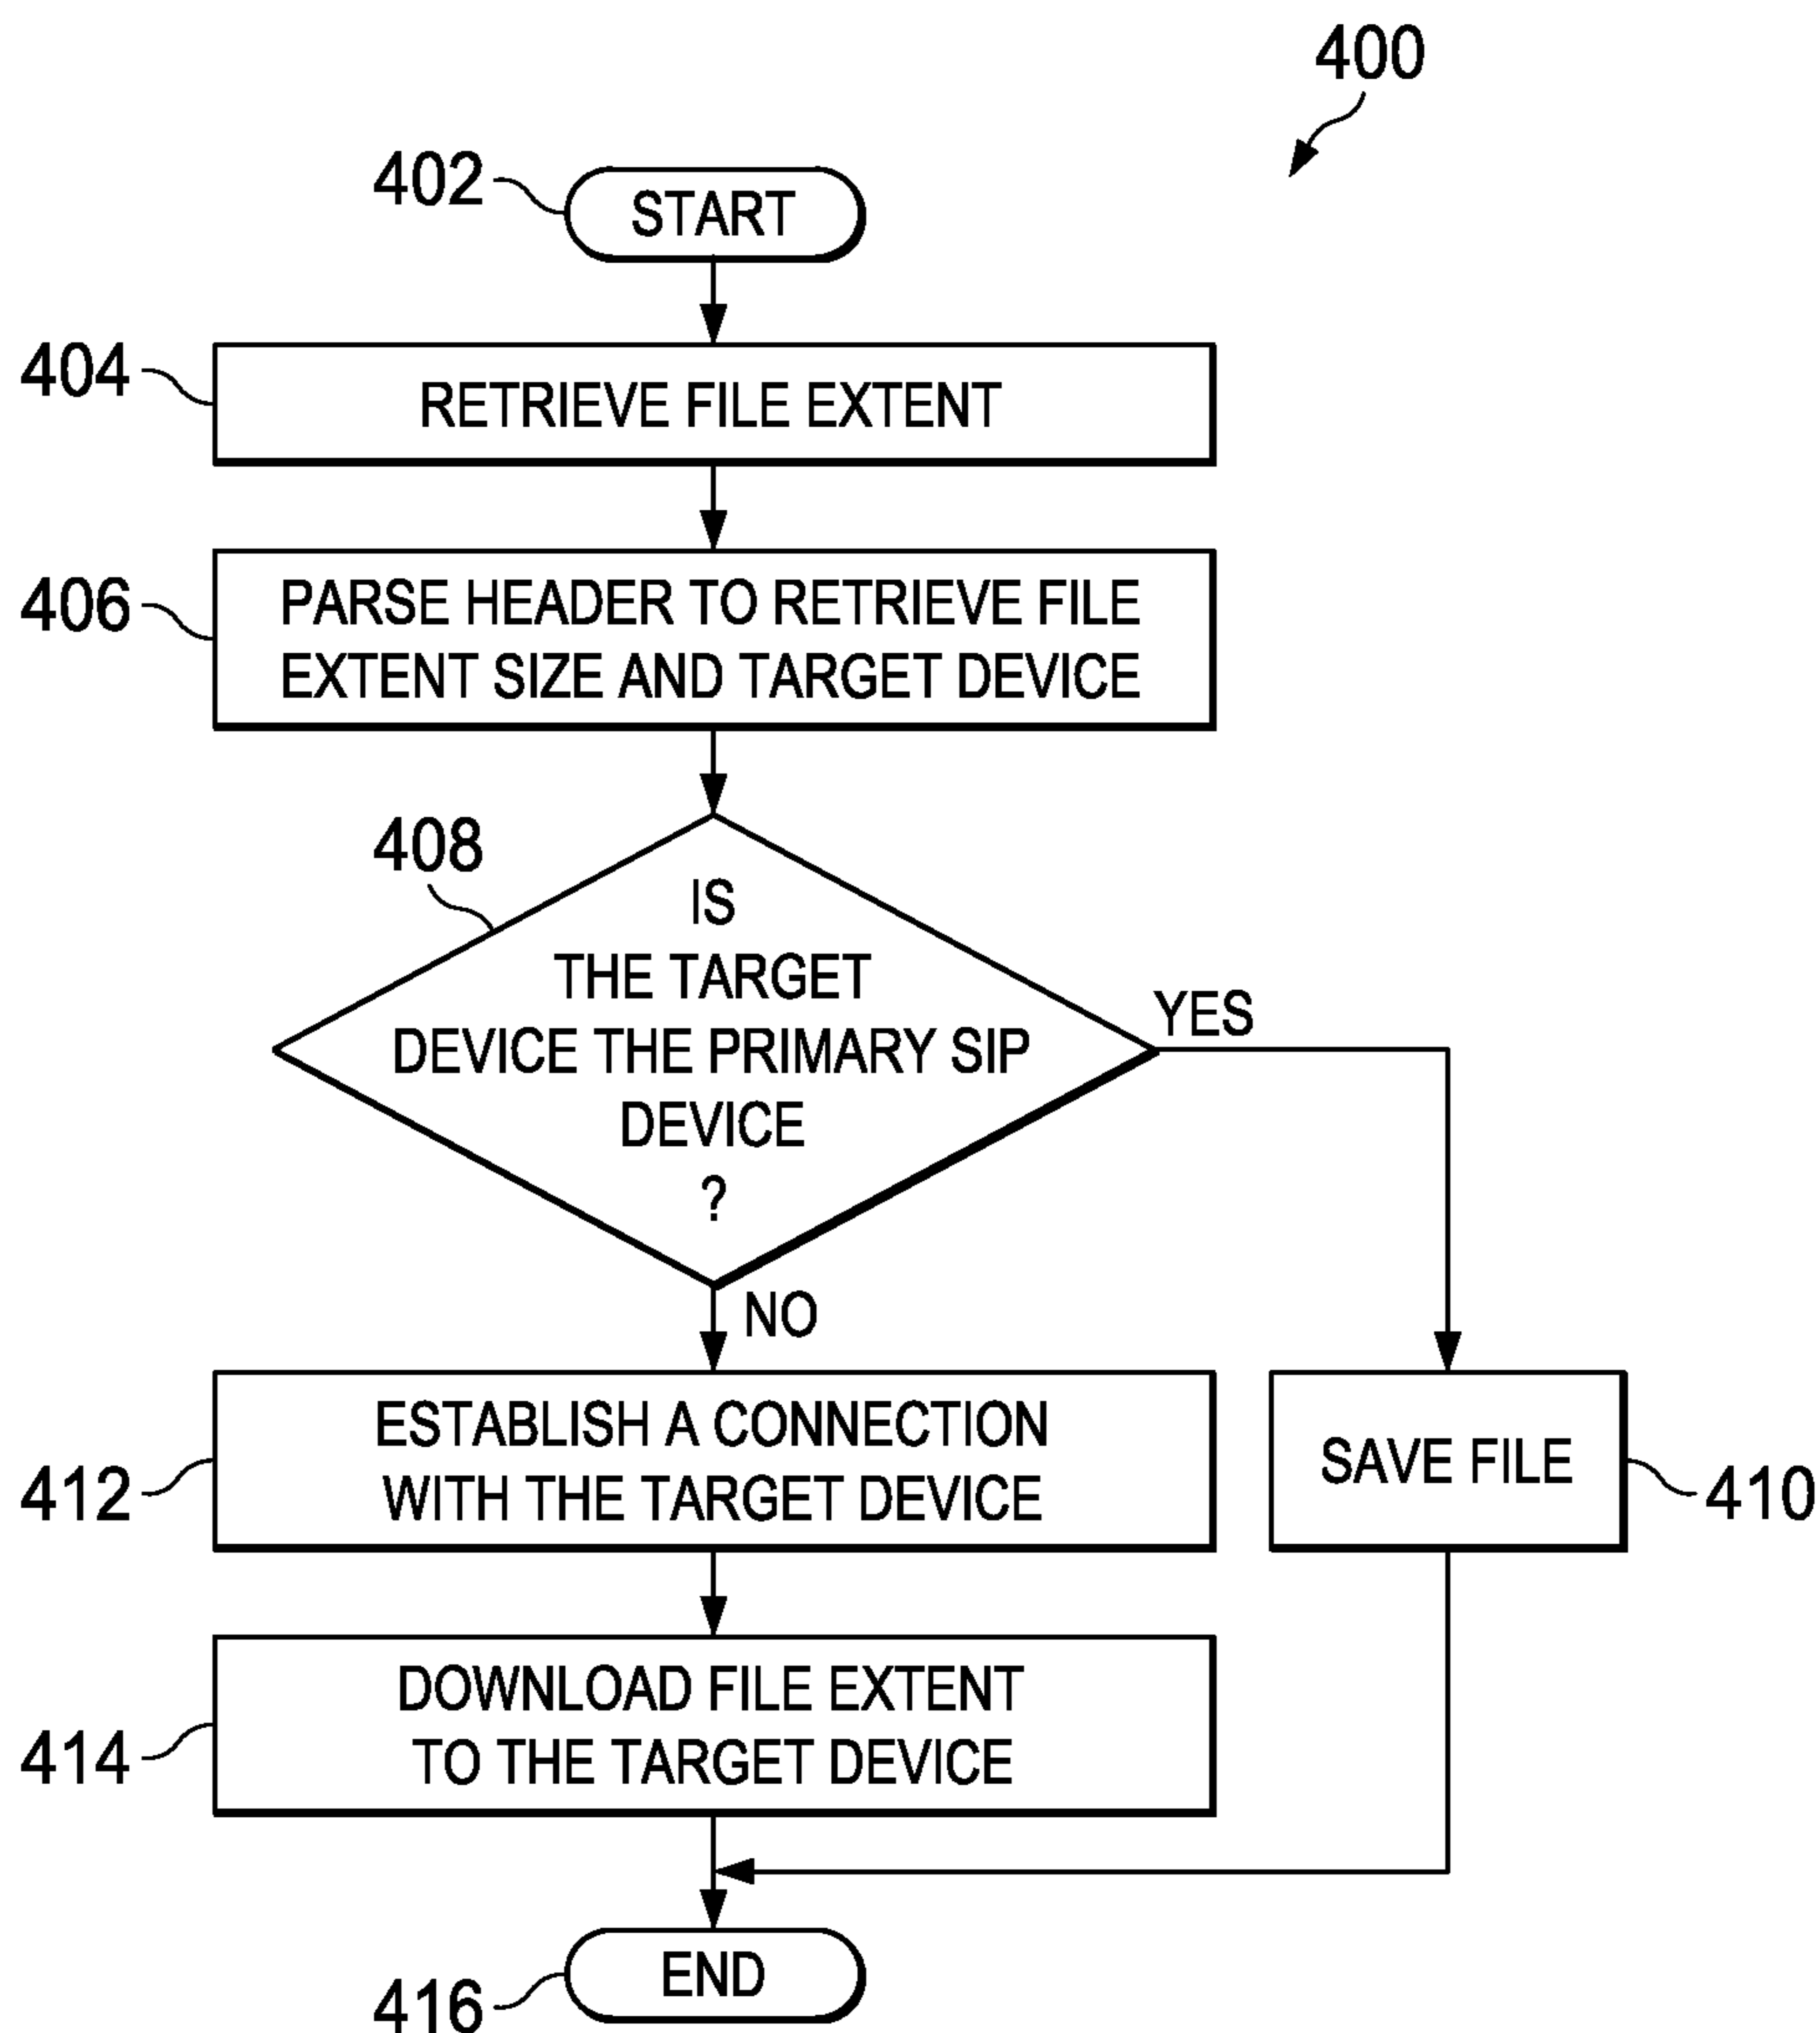 400
402
START
404
RETRIEVE FILE EXTENT
406
PARSE HEADER TO RETRIEVE FILE
EXTENT SIZE AND TARGET DEVICE
408
IS
THE TARGET
DEVICE THE PRIMARY SIP
DEVICE
?
YES
NO
412
ESTABLISH A CONNECTION
WITH THE TARGET DEVICE
SAVE FILE
410
414
DOWNLOAD FILE EXTENT
TO THE TARGET DEVICE
416
END